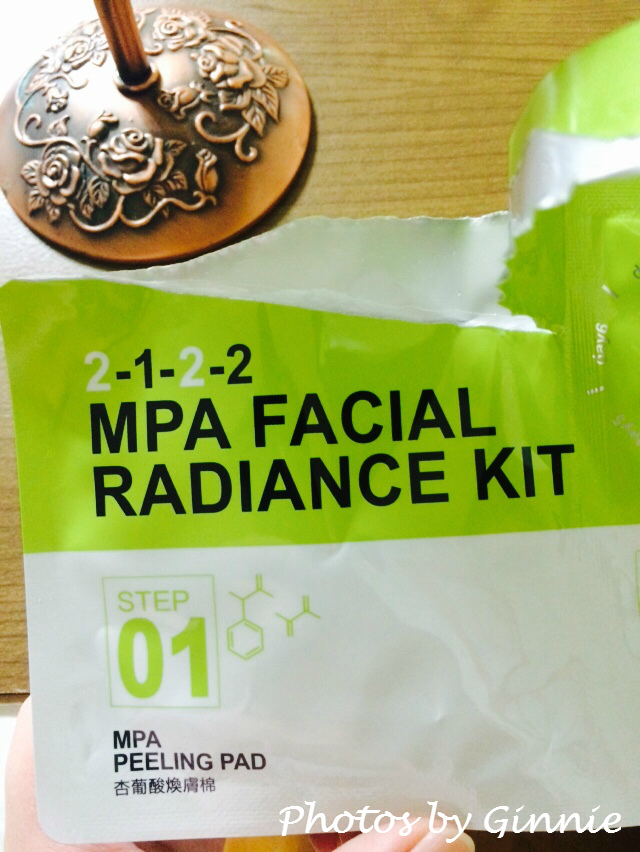 2-1-2-2
MPA FACIAL
RADIANCE KIT
STEP
01
MPA
PEELING PAD
杏葡酸煥膚棉
Photos by Ginnie